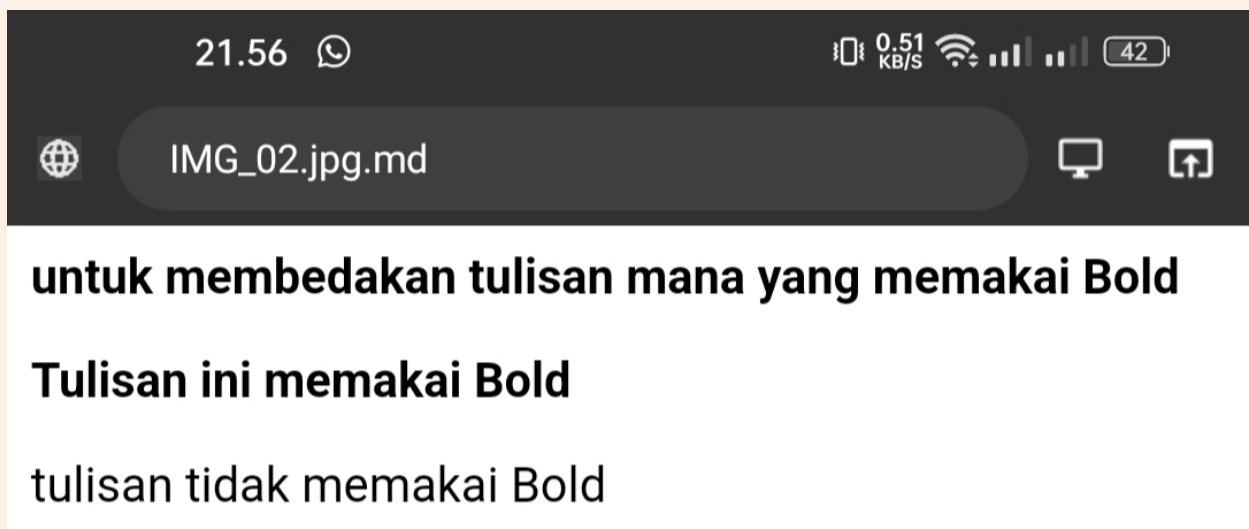 21.56 0.51 KB/S 42
IMG_02.jpg.md
untuk membedakan tulisan mana yang memakai Bold
Tulisan ini memakai Bold
tulisan tidak memakai Bold